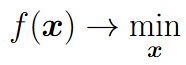 f(x) → min
x